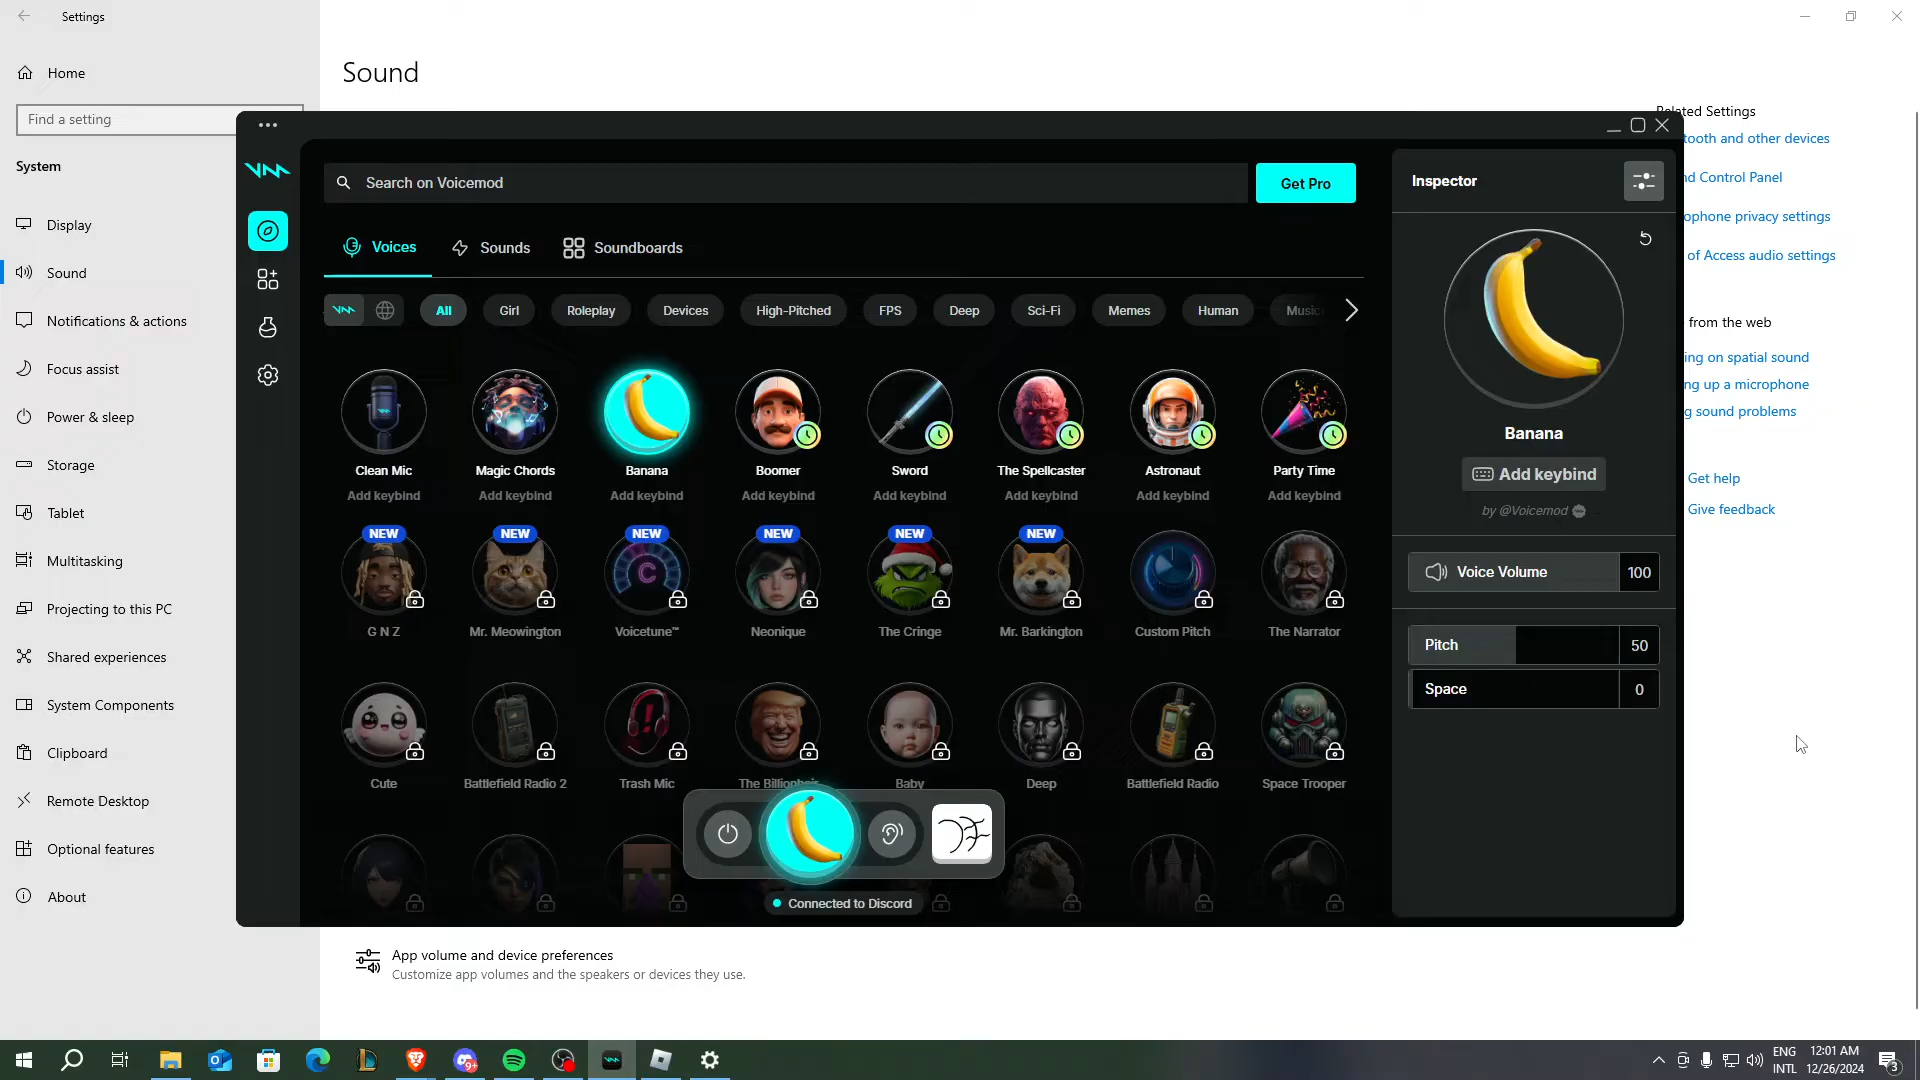 Settings
Home
Find a setting
System
Display
Sound
Notifications & actions
Focus assist
Power & sleep
Storage
Tablet
Multitasking
Projecting to this PC
Shared experiences
System Components
Clipboard
Remote Desktop
Optional features
About
Sound
Search on Voicemod
Get Pro
Voices
Sounds
Soundboards
All
Girl
Roleplay
Devices
High-Pitched
FPS
Deep
Sci-Fi
Memes
Human
Music
Clean Mic
Magic Chords
Banana
Boomer
Sword
The Spellcaster
Astronaut
Party Time
Add keybind
Add keybind
Add keybind
Add keybind
Add keybind
Add keybind
Add keybind
Add keybind
NEW
NEW
NEW
NEW
NEW
NEW
G N Z
Mr. Meowington
Voicetune™
Neonique
The Cringe
Mr. Barkington
Custom Pitch
The Narrator
Cute
Battlefield Radio 2
Trash Mic
The Billionhair
Baby
Deep
Battlefield Radio
Space Trooper
Connected to Discord
Inspector
Banana
Add keybind
by @Voicemod
Voice Volume
100
Pitch
50
Space
0
Related Settings
tooth and other devices
nd Control Panel
ophone privacy settings
of Access audio settings
from the web
ing on spatial sound
ng up a microphone
g sound problems
Get help
Give feedback
App volume and device preferences
Customize app volumes and the speakers or devices they use.
9+
ENG
INTL
12:01 AM
12/26/2024
3